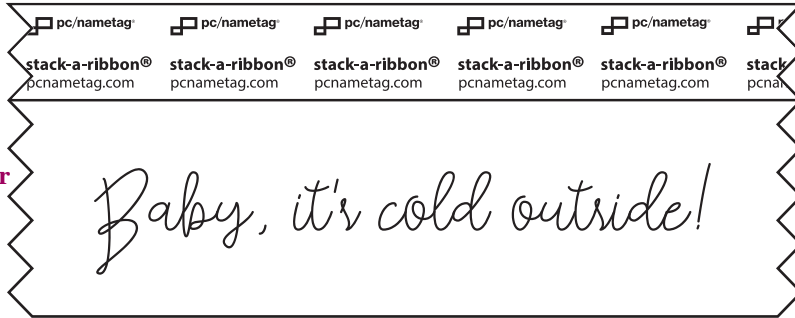 pc/nametag® pc/nametag® pc/nametag® pc/nametag® pc/nametag®
stack-a-ribbon® stack-a-ribbon® stack-a-ribbon® stack-a-ribbon® stack-a-ribbon® stack
pcnametag.com pcnametag.com pcnametag.com pcnametag.com pcnametag.com
r
Baby, it's cold outside!